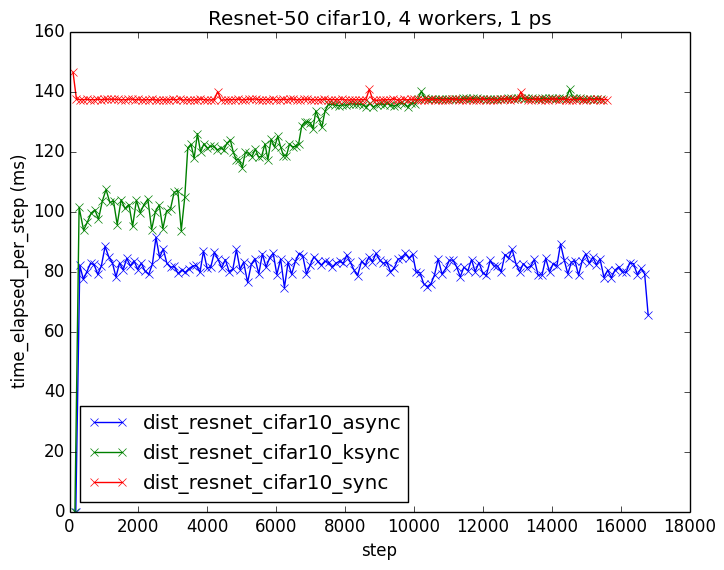 Resnet-50 cifar10, 4 workers, 1 ps
160
140
120
100
80
60
40
20
0
time_elapsed_per_step (ms)
dist_resnet_cifar10_async
dist_resnet_cifar10_ksync
dist_resnet_cifar10_sync
0 2000 4000 6000 8000 10000 12000 14000 16000 18000
step